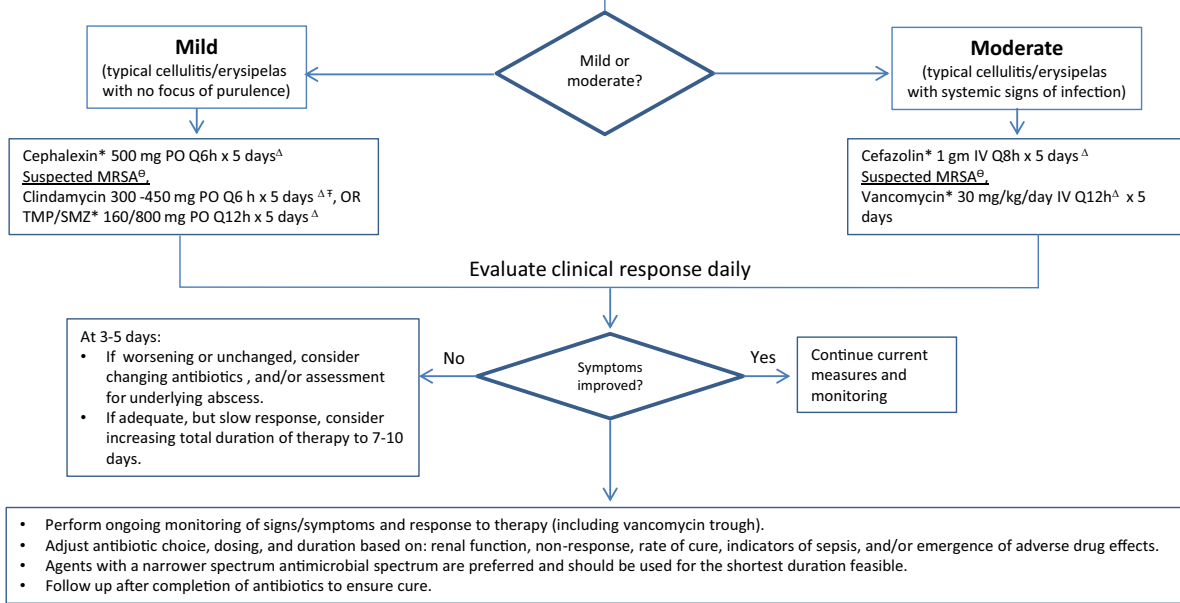 Mild
(typical cellulitis/erysipelas
with no focus of purulence)
Mild or
moderate?
Moderate
(typical cellulitis/erysipelas
with systemic signs of infection)
Cephalexin* 500 mg PO Q6h x 5 days^Δ
Suspected MRSA^Ө,
Clindamycin 300 -450 mg PO Q6 h x 5 days ^Δ Ŧ, OR
TMP/SMZ* 160/800 mg PO Q12h x 5 days ^Δ
Cefazolin* 1 gm IV Q8h x 5 days ^Δ
Suspected MRSA^Ө,
Vancomycin* 30 mg/kg/day IV Q12h^Δ x 5
days
Evaluate clinical response daily
At 3-5 days:
• If worsening or unchanged, consider
changing antibiotics , and/or assessment
for underlying abscess.
• If adequate, but slow response, consider
increasing total duration of therapy to 7-10
days.
No
Symptoms
improved?
Yes
Continue current
measures and
monitoring
• Perform ongoing monitoring of signs/symptoms and response to therapy (including vancomycin trough).
• Adjust antibiotic choice, dosing, and duration based on: renal function, non-response, rate of cure, indicators of sepsis, and/or emergence of adverse drug effects.
• Agents with a narrower spectrum antimicrobial spectrum are preferred and should be used for the shortest duration feasible.
• Follow up after completion of antibiotics to ensure cure.